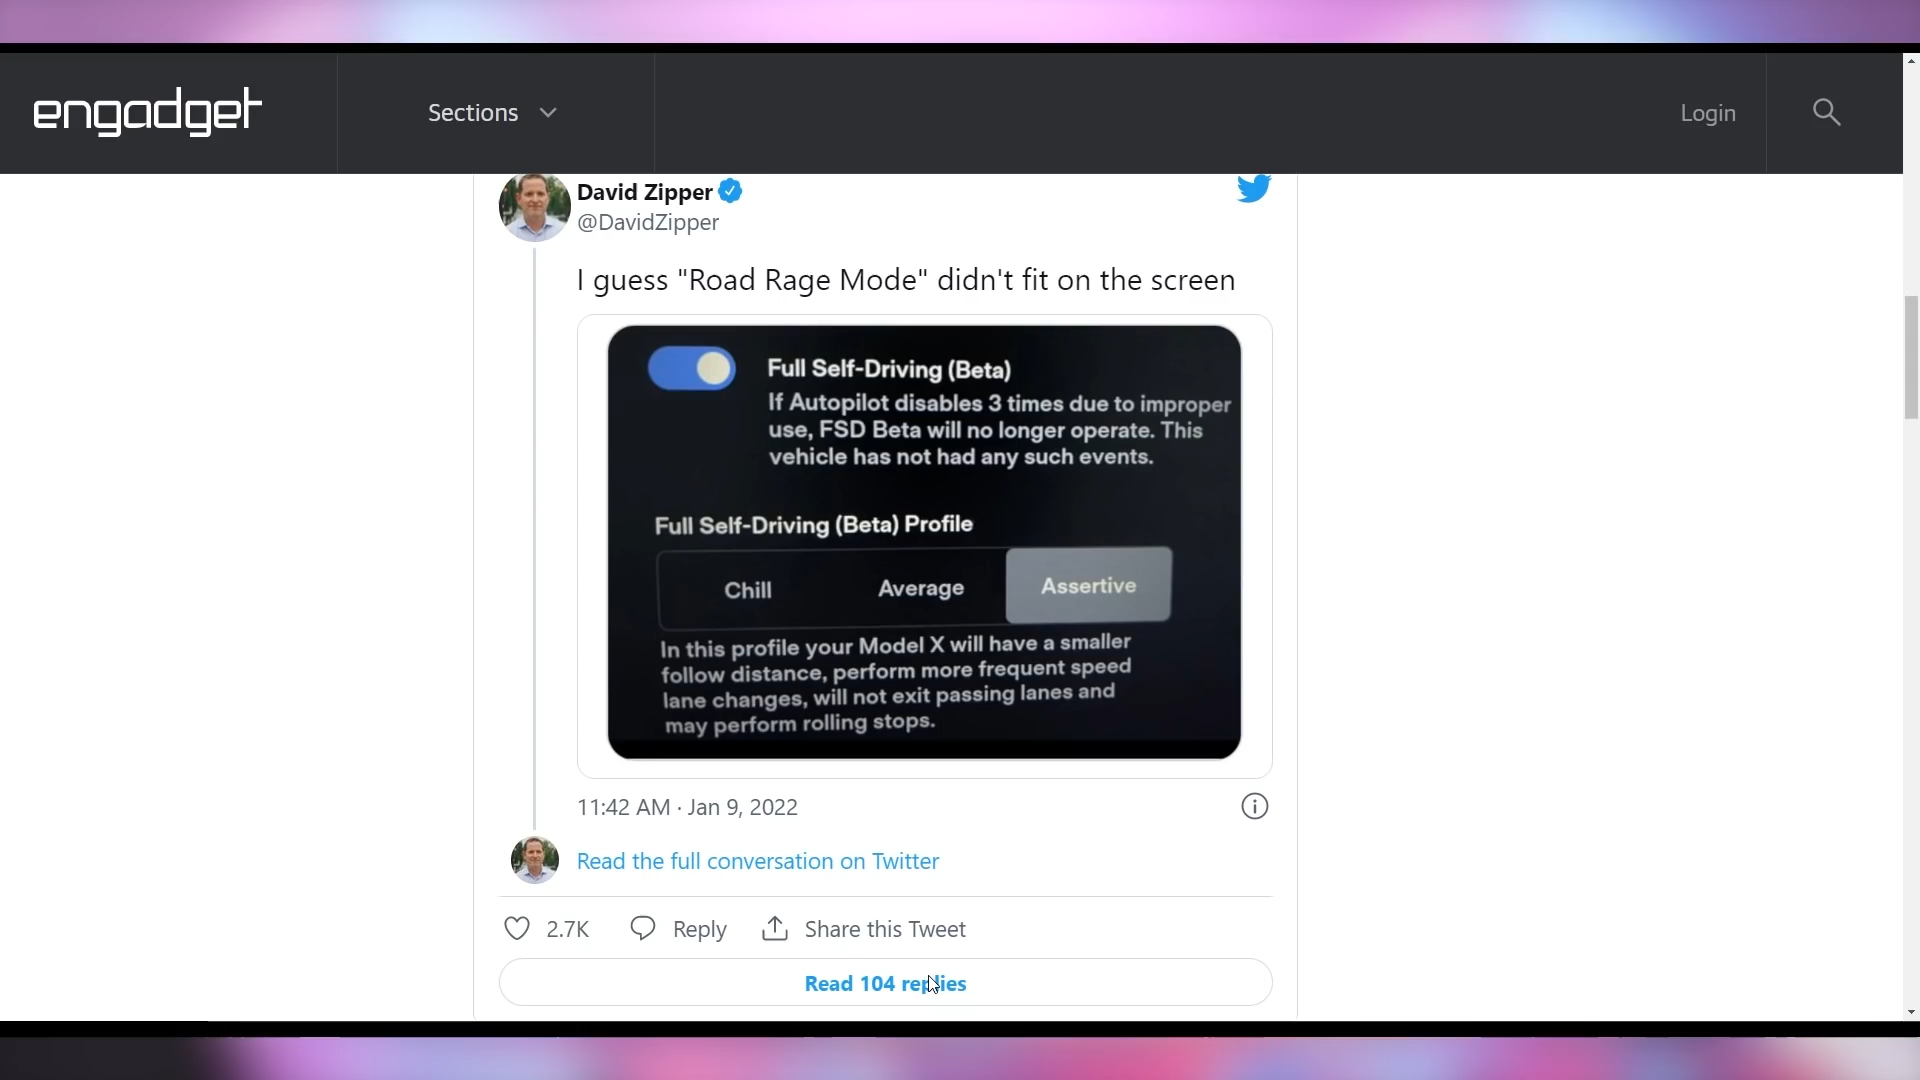 engadget
Sections
Login
David Zipper
@DavidZipper
I guess "Road Rage Mode" didn't fit on the screen
Full Self-Driving (Beta)
If Autopilot disables 3 times due to improper
use, FSD Beta will no longer operate. This
vehicle has not had any such events.
Full Self-Driving (Beta) Profile
Chill Average Assertive
In this profile your Model X will have a smaller
follow distance, perform more frequent speed
lane changes, will not exit passing lanes and
may perform rolling stops.
11:42 AM · Jan 9, 2022
Read the full conversation on Twitter
2.7K Reply Share this Tweet
Read 104 replies